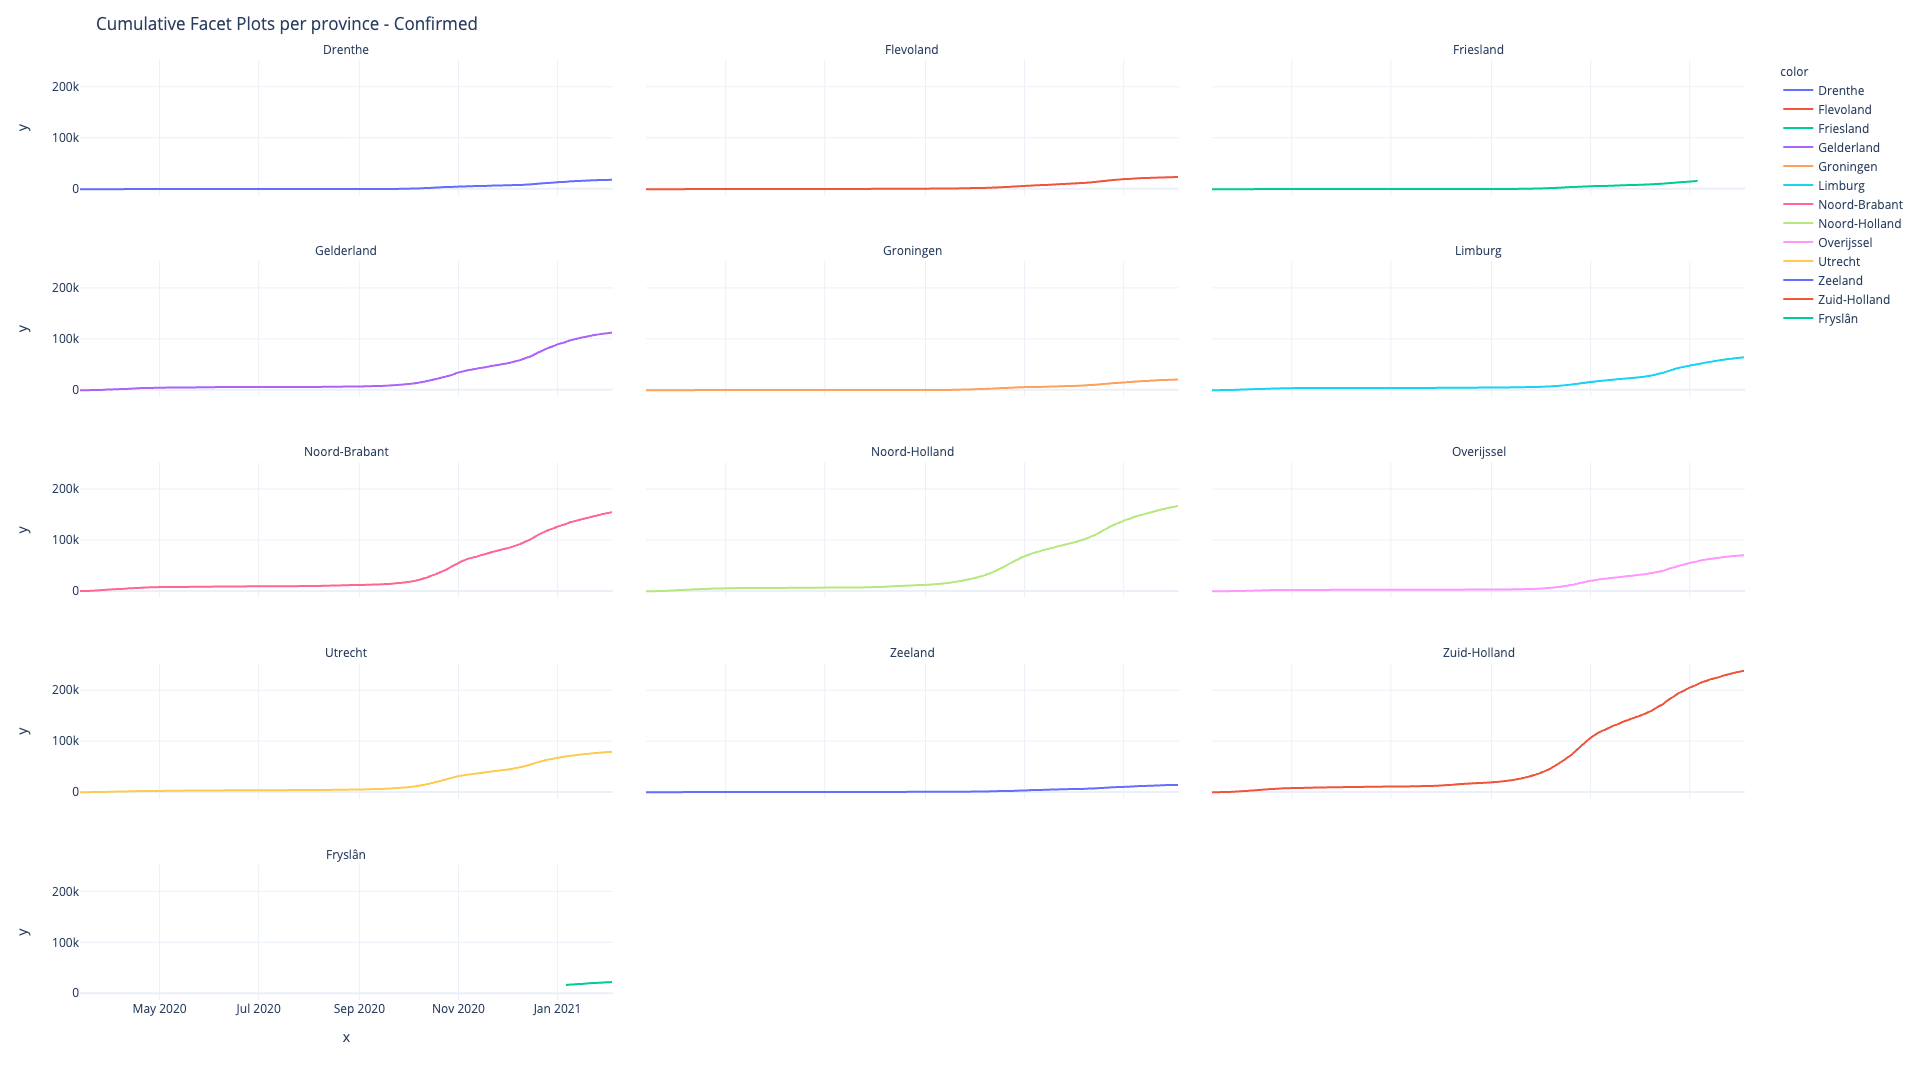 Cumulative Facet Plots per province - Confirmed
Drenthe
Flevoland
Friesland
200k
100k
0
y
Gelderland
Groningen
Limburg
200k
100k
0
y
Noord-Brabant
Noord-Holland
Overijssel
200k
100k
0
y
Utrecht
Zeeland
Zuid-Holland
200k
100k
0
y
Fryslân
200k
100k
0
y
May 2020
Jul 2020
Sep 2020
Nov 2020
Jan 2021
x
color
Drenthe
Flevoland
Friesland
Gelderland
Groningen
Limburg
Noord-Brabant
Noord-Holland
Overijssel
Utrecht
Zeeland
Zuid-Holland
Fryslân